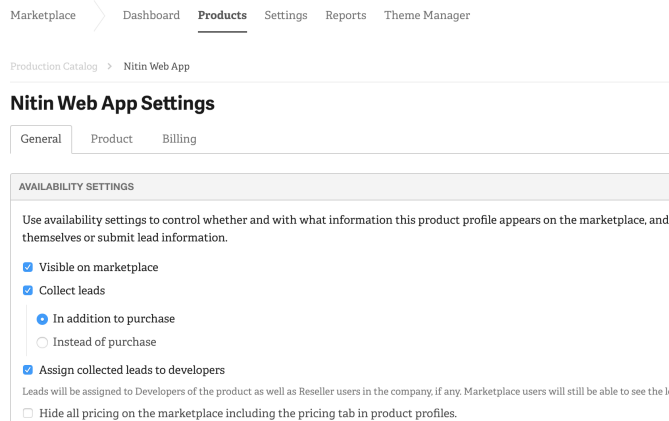 Marketplace Dashboard Products Settings Reports Theme Manager
Production Catalog > Nitin Web App
Nitin Web App Settings
General Product Billing
AVAILABILITY SETTINGS
Use availability settings to control whether and with what information this product profile appears on the marketplace, and
themselves or submit lead information.
Visible on marketplace
Collect leads
In addition to purchase
Instead of purchase
Assign collected leads to developers
Leads will be assigned to Developers of the product as well as Reseller users in the company, if any. Marketplace users will still be able to see the
Hide all pricing on the marketplace including the pricing tab in product profiles.